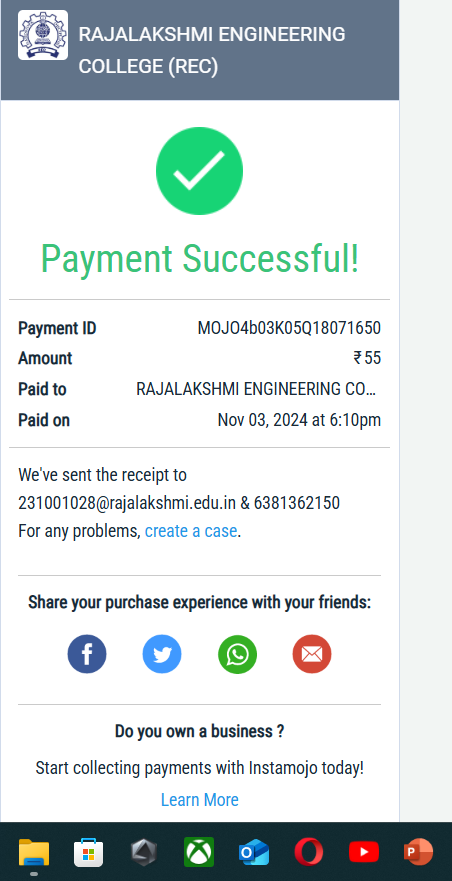 RAJALAKSHMI ENGINEERING
COLLEGE (REC)
Payment Successful!
Payment ID MOJO4b03K05Q18071650
Amount ₹ 55
Paid to RAJALAKSHMI ENGINEERING CO...
Paid on Nov 03, 2024 at 6:10pm
We've sent the receipt to
231001028@rajalakshmi.edu.in & 6381362150
For any problems, create a case.
Share your purchase experience with your friends:
Do you own a business ?
Start collecting payments with Instamojo today!
Learn More